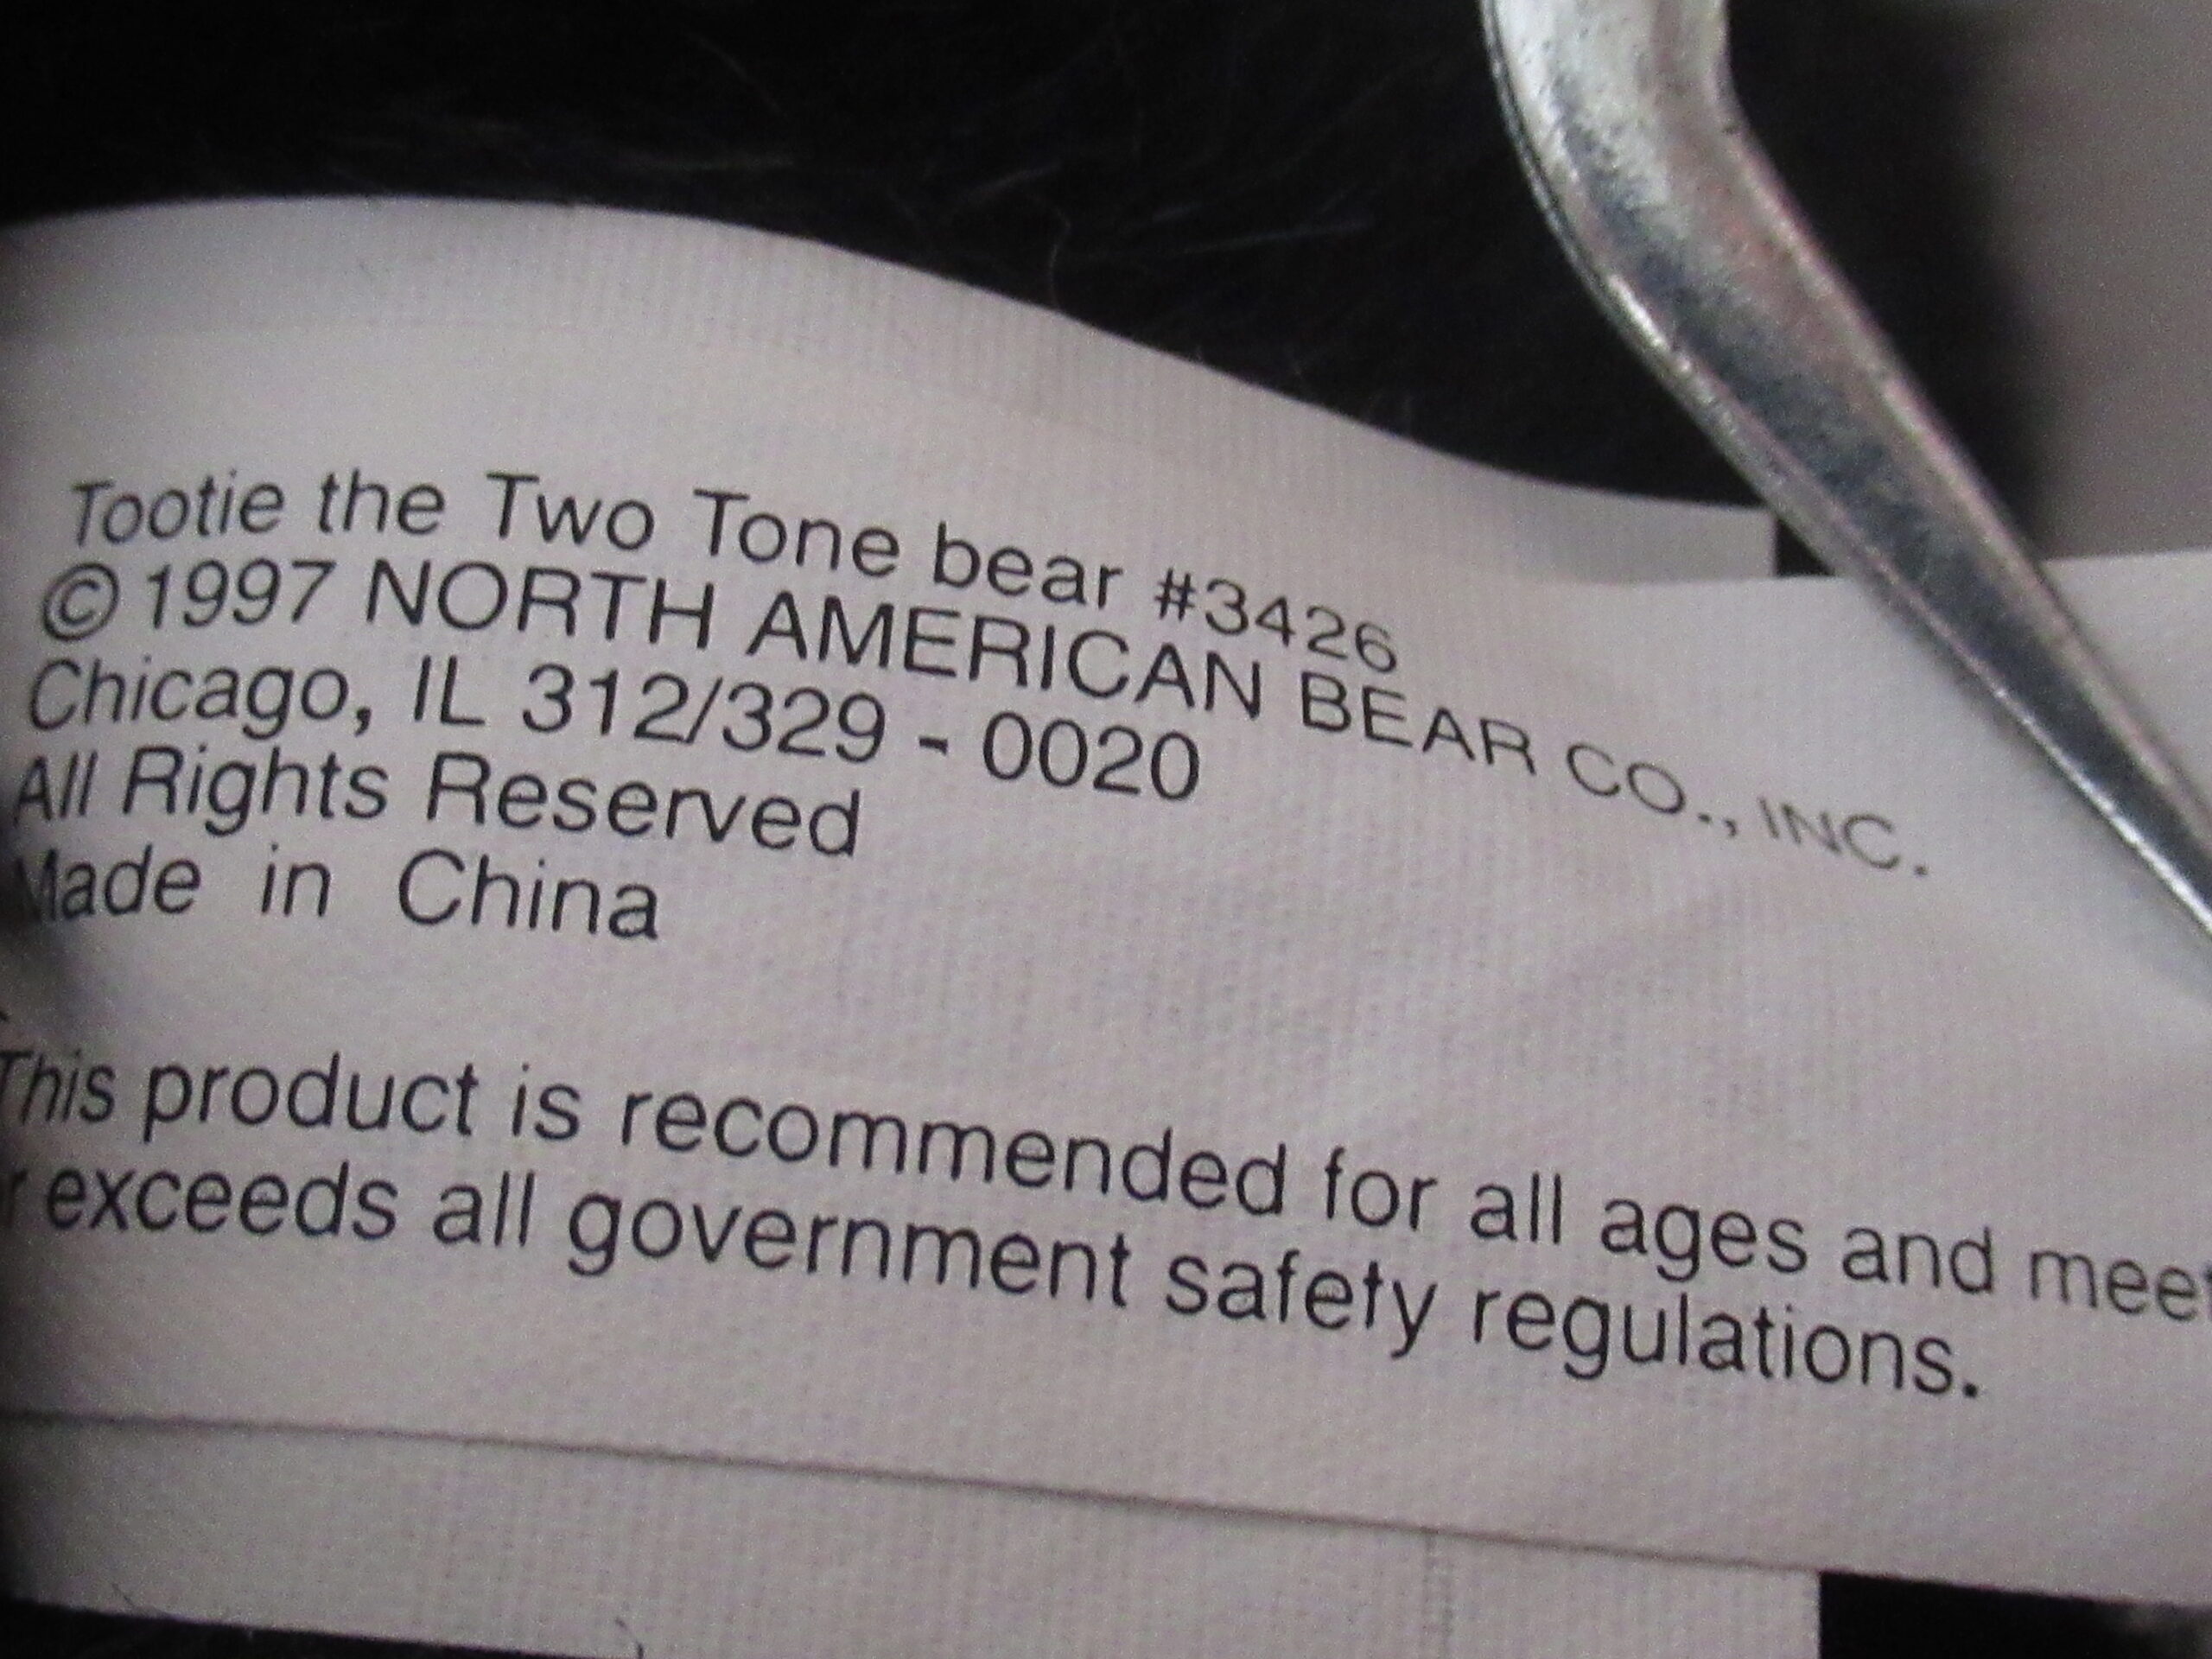 Tootie the Two Tone bear #3426
© 1997 NORTH AMERICAN BEAR CO., INC.
Chicago, IL 312/329 - 0020
All Rights Reserved
Made in China
This product is recommended for all ages and mee
r exceeds all government safety regulations.